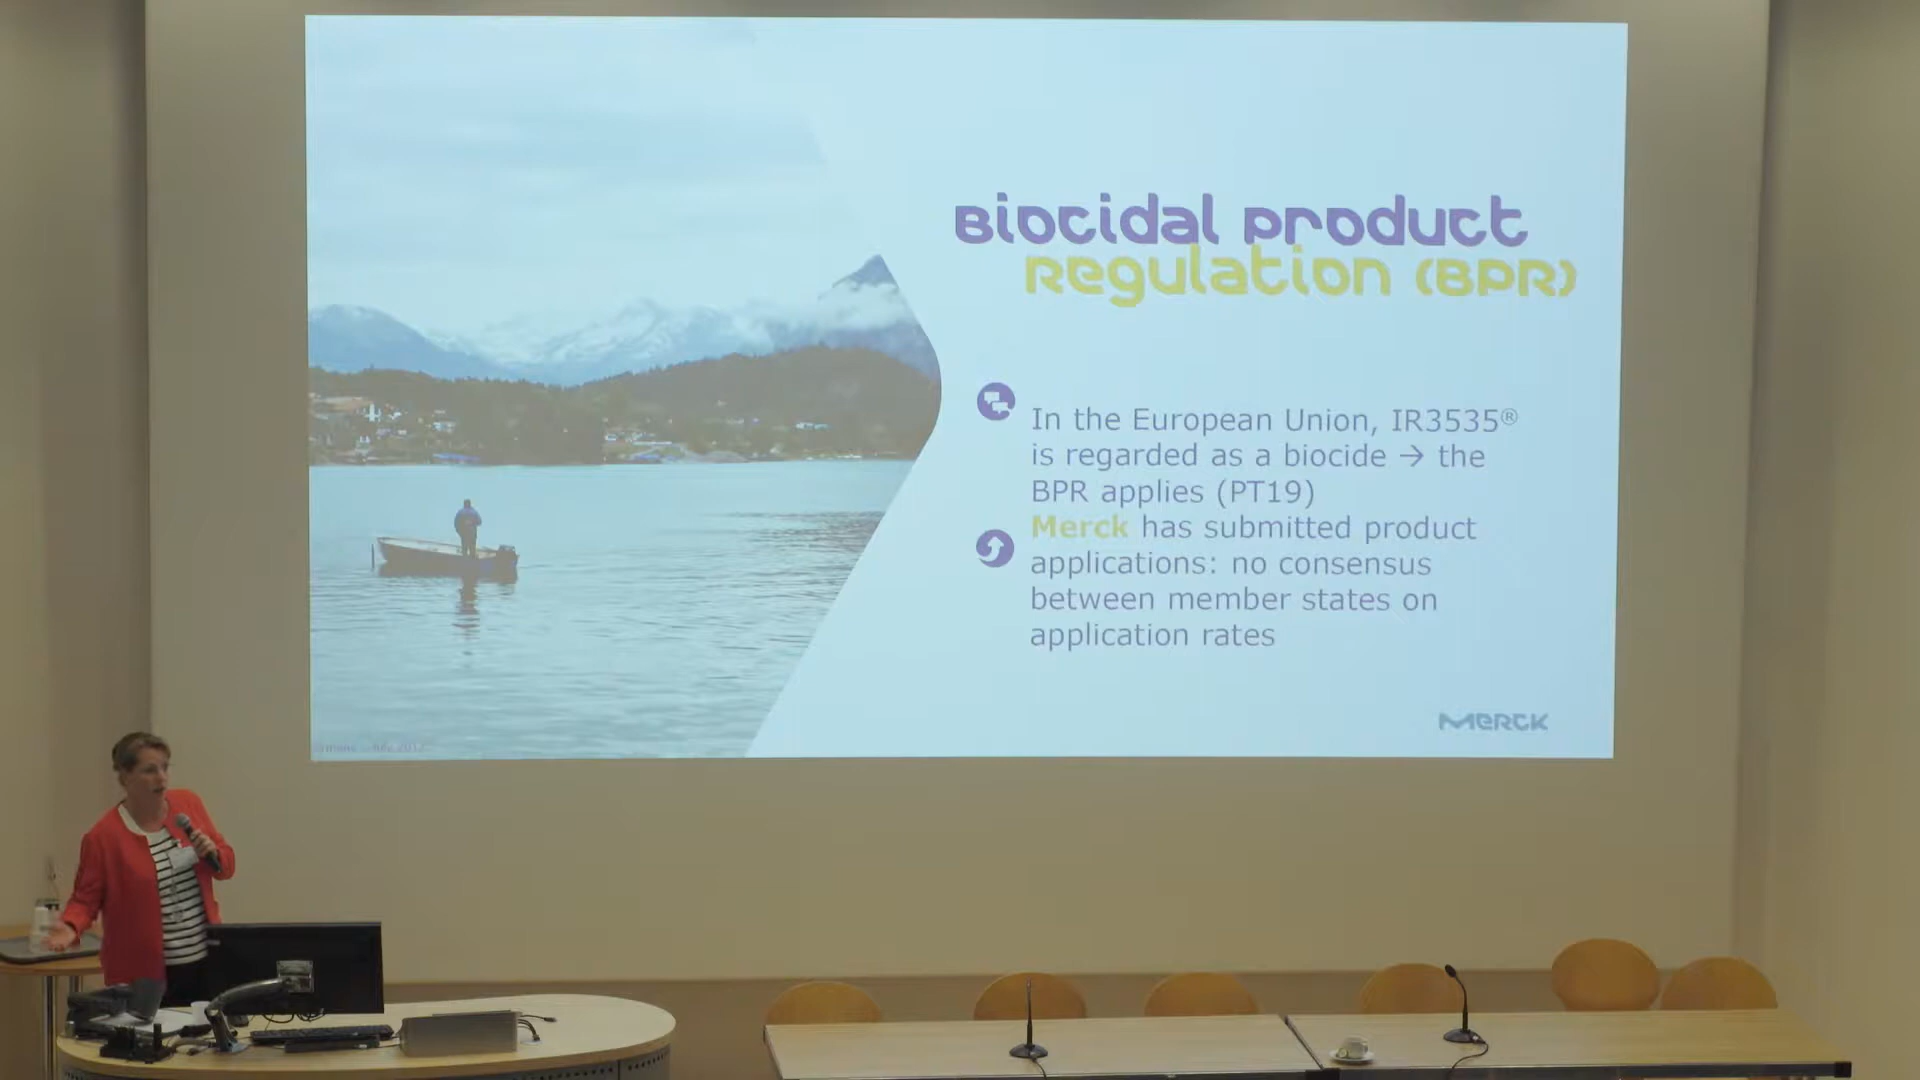 Biocidal Product
Regulation (BPR)
In the European Union, IR3535®
is regarded as a biocide → the
BPR applies (PT19)
Merck has submitted product
applications: no consensus
between member states on
application rates
Merck